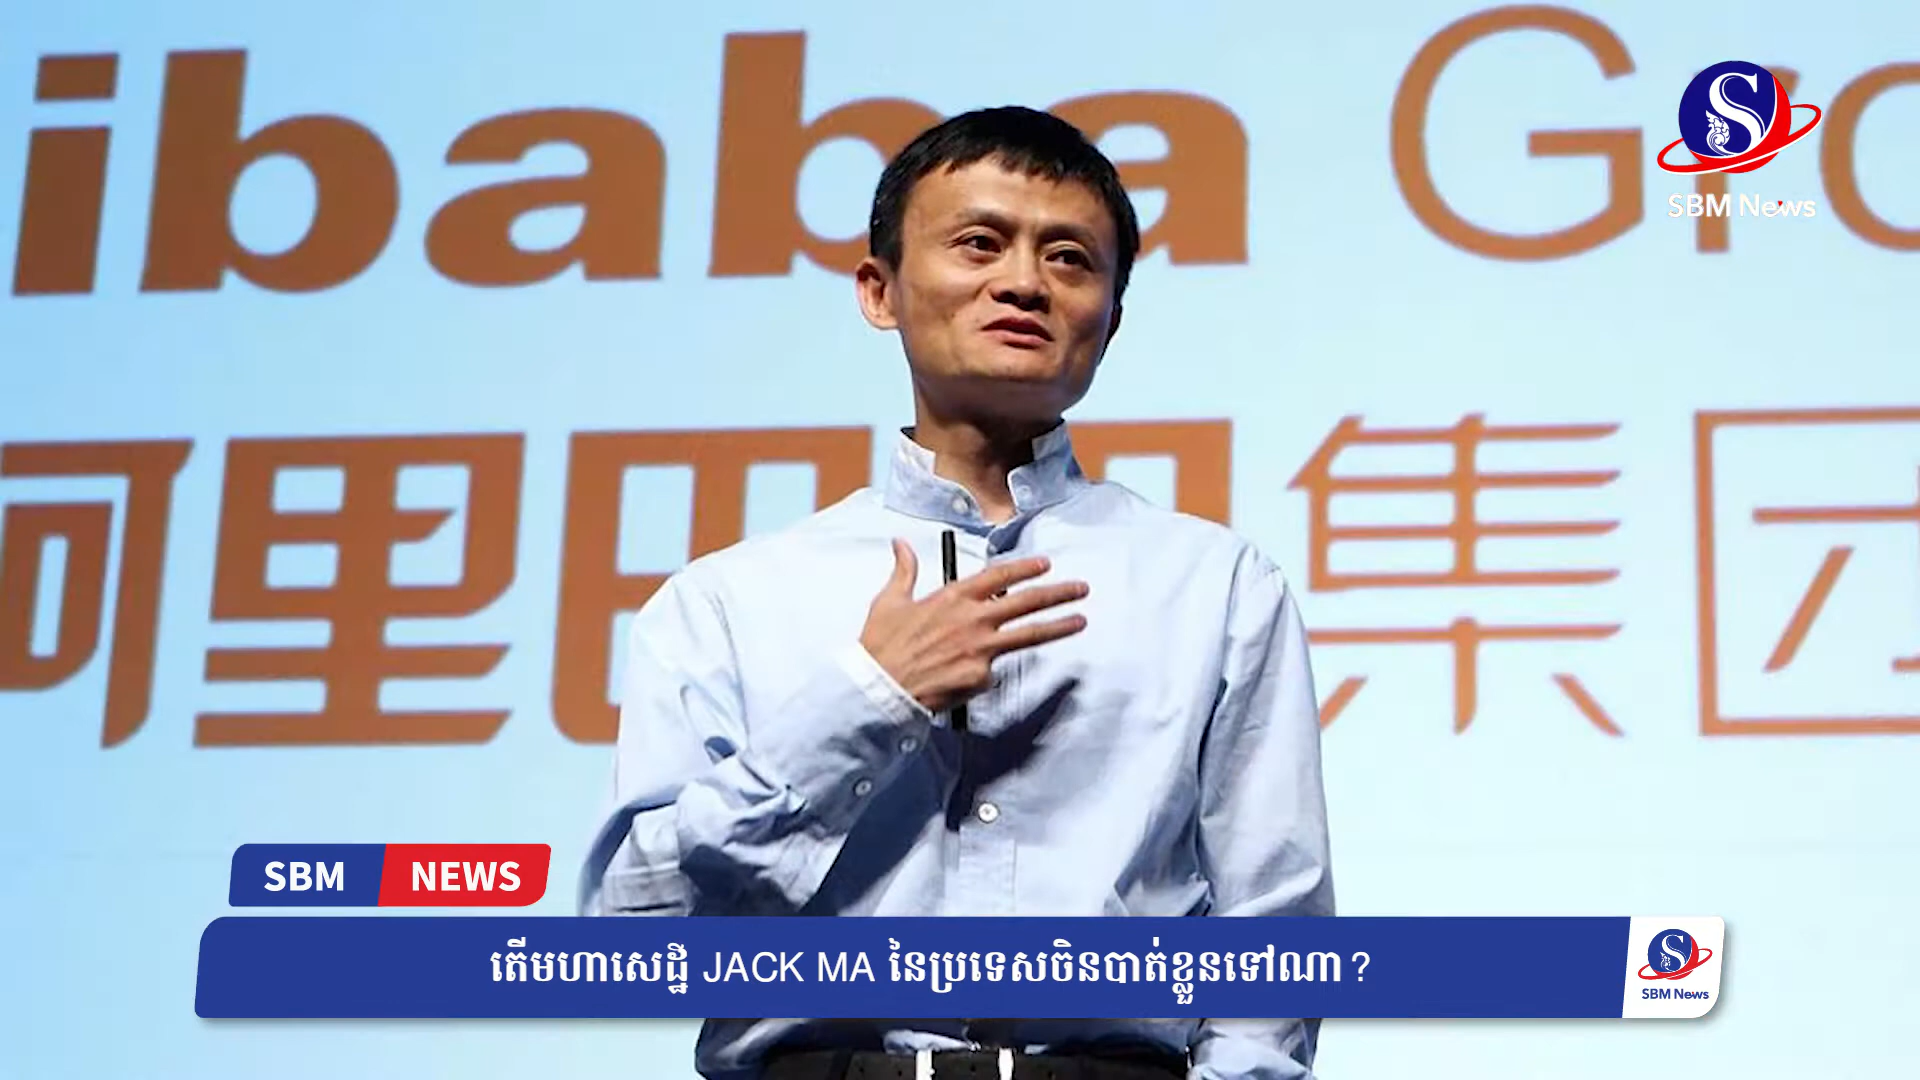 ibaba Gro
SBM News
阿里巴巴集团
SBM NEWS
តើមហាសេដ្ឋី JACK MA នៃប្រទេសចិនបាត់ខ្លួនទៅណា ?
SBM News